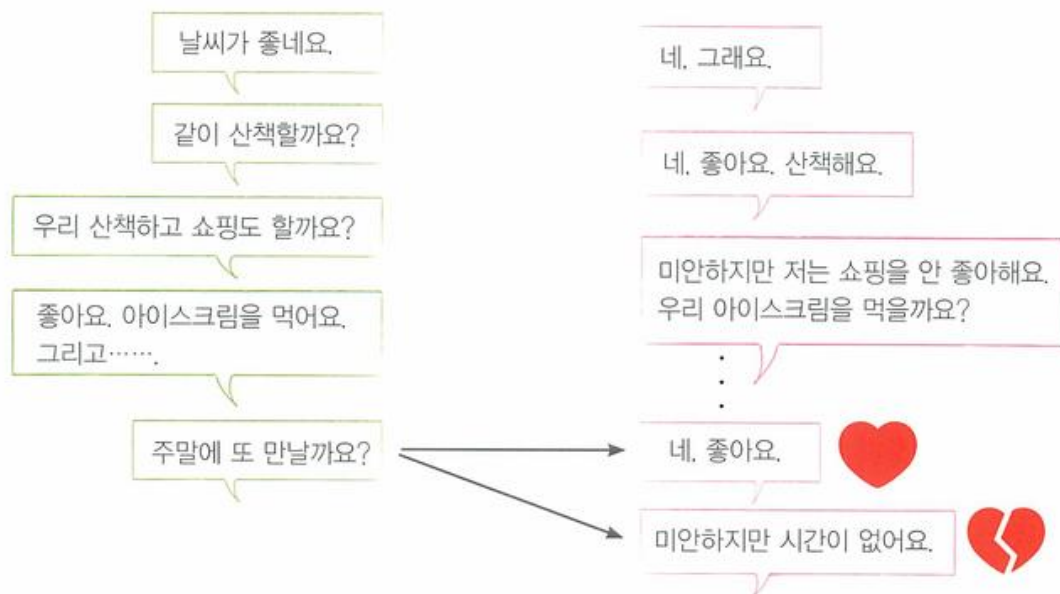 날씨가 좋네요.
네, 그래요.
같이 산책할까요?
네, 좋아요. 산책해요.
우리 산책하고 쇼핑도 할까요?
미안하지만 저는 쇼핑을 안 좋아해요.
우리 아이스크림을 먹을까요?
좋아요. 아이스크림을 먹어요.
그리고…….
주말에 또 만날까요?
네, 좋아요.
미안하지만 시간이 없어요.